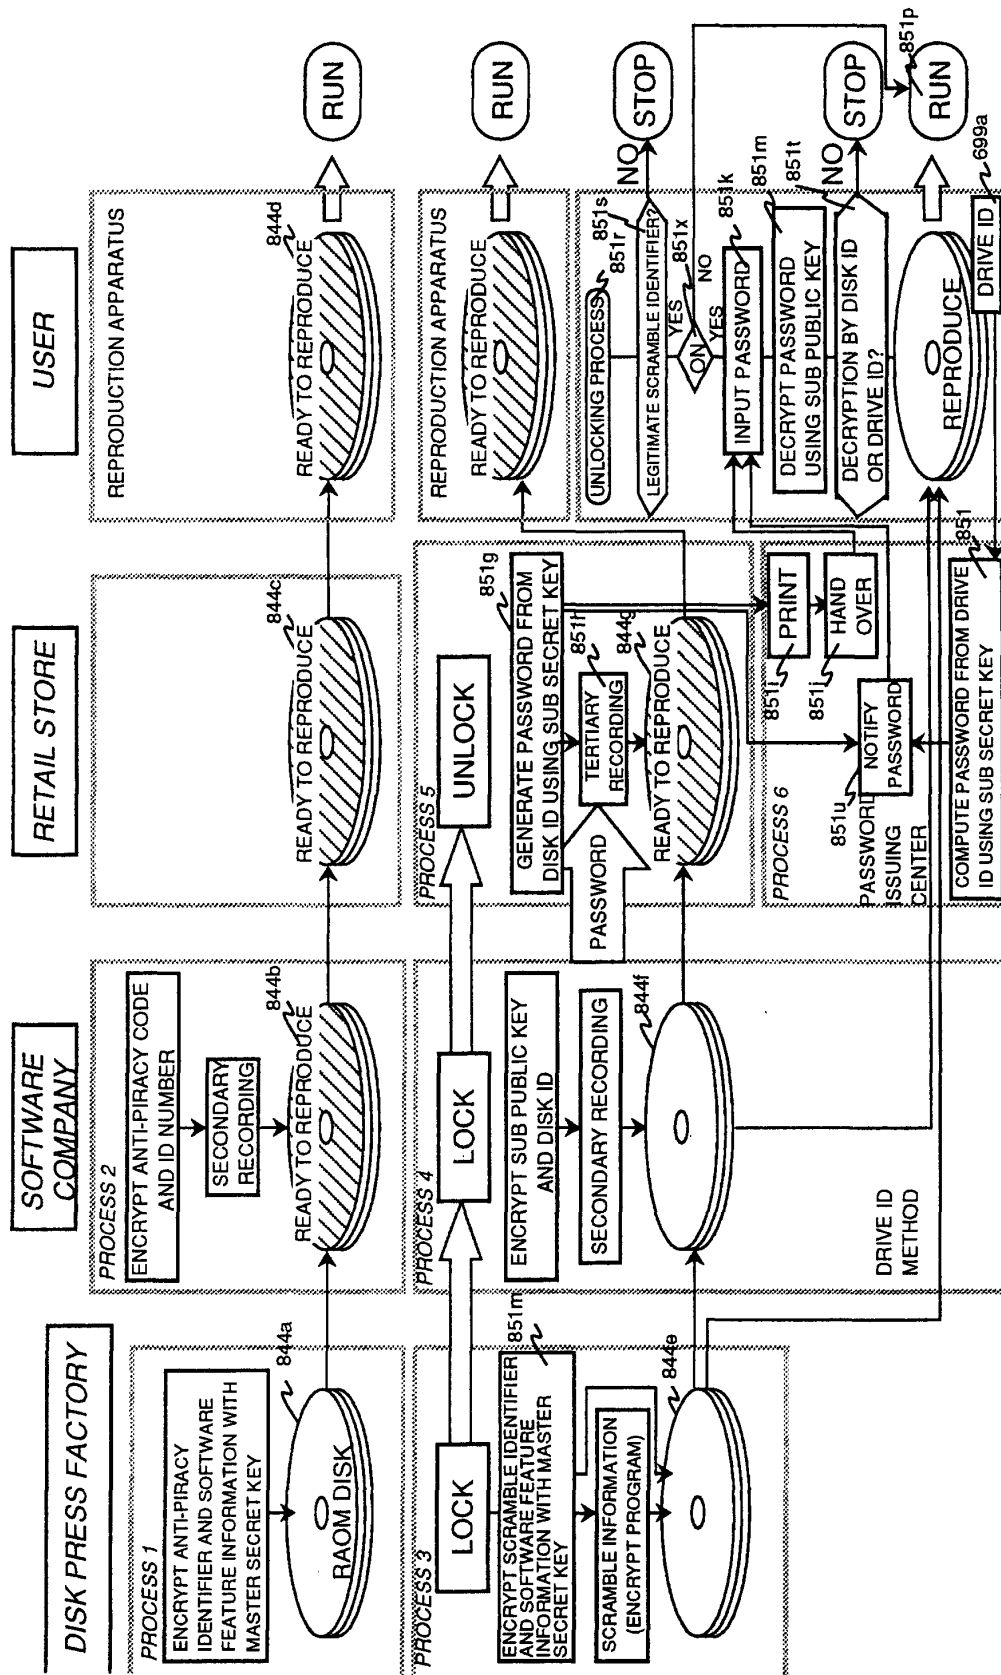 DISK PRESS FACTORY
SOFTWARE
COMPANY
RETAIL STORE
USER
PROCESS 1
ENCRYPT ANTI-PIRACY
IDENTIFIER AND SOFTWARE
FEATURE INFORMATION WITH
MASTER SECRET KEY
844a
RAOM DISK
PROCESS 2
ENCRYPT ANTI-PIRACY CODE
AND ID NUMBER
SECONDARY
RECORDING
844b
READY TO REPRODUCE
844c
READY TO REPRODUCE
REPRODUCTION APPARATUS
844d
READY TO REPRODUCE
RUN
PROCESS 3
LOCK
851m
ENCRYPT SCRAMBLE IDENTIFIER
AND SOFTWARE FEATURE
INFORMATION WITH MASTER
SECRET KEY
SCRAMBLE INFORMATION
(ENCRYPT PROGRAM)
844e
PROCESS 4
LOCK
ENCRYPT SUB PUBLIC KEY
AND DISK ID
SECONDARY RECORDING
844f
DRIVE ID
METHOD
PROCESS 5
UNLOCK
851g
GENERATE PASSWORD FROM
DISK ID USING SUB SECRET KEY
PASSWORD
TERTIARY
RECORDING
851h
844g
READY TO REPRODUCE
REPRODUCTION APPARATUS
READY TO REPRODUCE
RUN
PROCESS 6
851i
PRINT
851j
HAND
OVER
851u
NOTIFY
PASSWORD
PASSWORD
ISSUING
CENTER
851
COMPUTE PASSWORD FROM DRIVE
ID USING SUB SECRET KEY
UNLOCKING PROCESS
851r
LEGITIMATE SCRAMBLE IDENTIFIER?
851s
NO
STOP
YES
ON
851x
NO
YES
INPUT PASSWORD
851k
DECRYPT PASSWORD
USING SUB PUBLIC KEY
851m
DECRYPTION BY DISK ID
OR DRIVE ID?
851t
NO
STOP
REPRODUCE
RUN
851p
DRIVE ID
699a